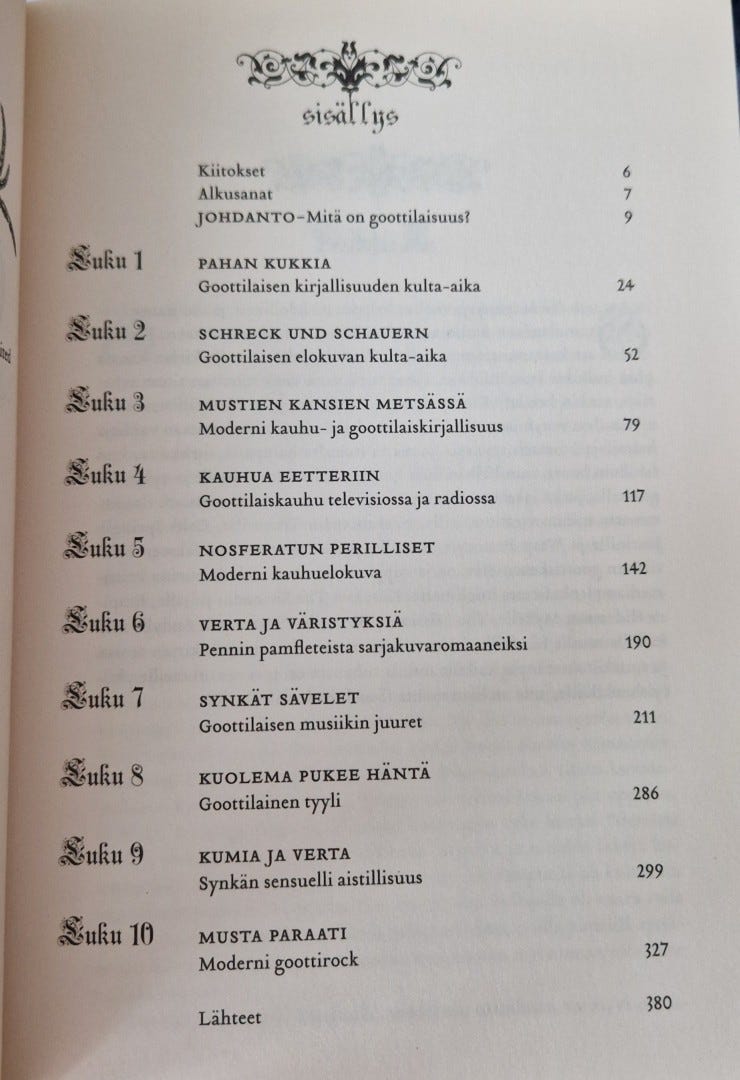 sisällys
Kiitokset 6
Alkusanat 7
JOHDANTO–Mitä on goottilaisuus? 9
Luku 1 PAHAN KUKKIA
Goottilaisen kirjallisuuden kulta-aika 24
Luku 2 SCHRECK UND SCHAUERN
Goottilaisen elokuvan kulta-aika 52
Luku 3 MUSTIEN KANSIEN METSÄSSÄ
Moderni kauhu- ja goottilaiskirjallisuus 79
Luku 4 KAUHUA EETTERIIN
Goottilaiskauhu televisiossa ja radiossa 117
Luku 5 NOSFERATUN PERILLISET
Moderni kauhuelokuva 142
Luku 6 VERTA JA VÄRISTYKSIÄ
Pennin pamfleteista sarjakuvaromaaneiksi 190
Luku 7 SYNKÄT SÄVELET
Goottilaisen musiikin juuret 211
Luku 8 KUOLEMA PUKEE HÄNTÄ
Goottilainen tyyli 286
Luku 9 KUMIA JA VERTA
Synkän sensuelli aistillisuus 299
Luku 10 MUSTA PARAATI
Moderni goottirock 327
Lähteet 380